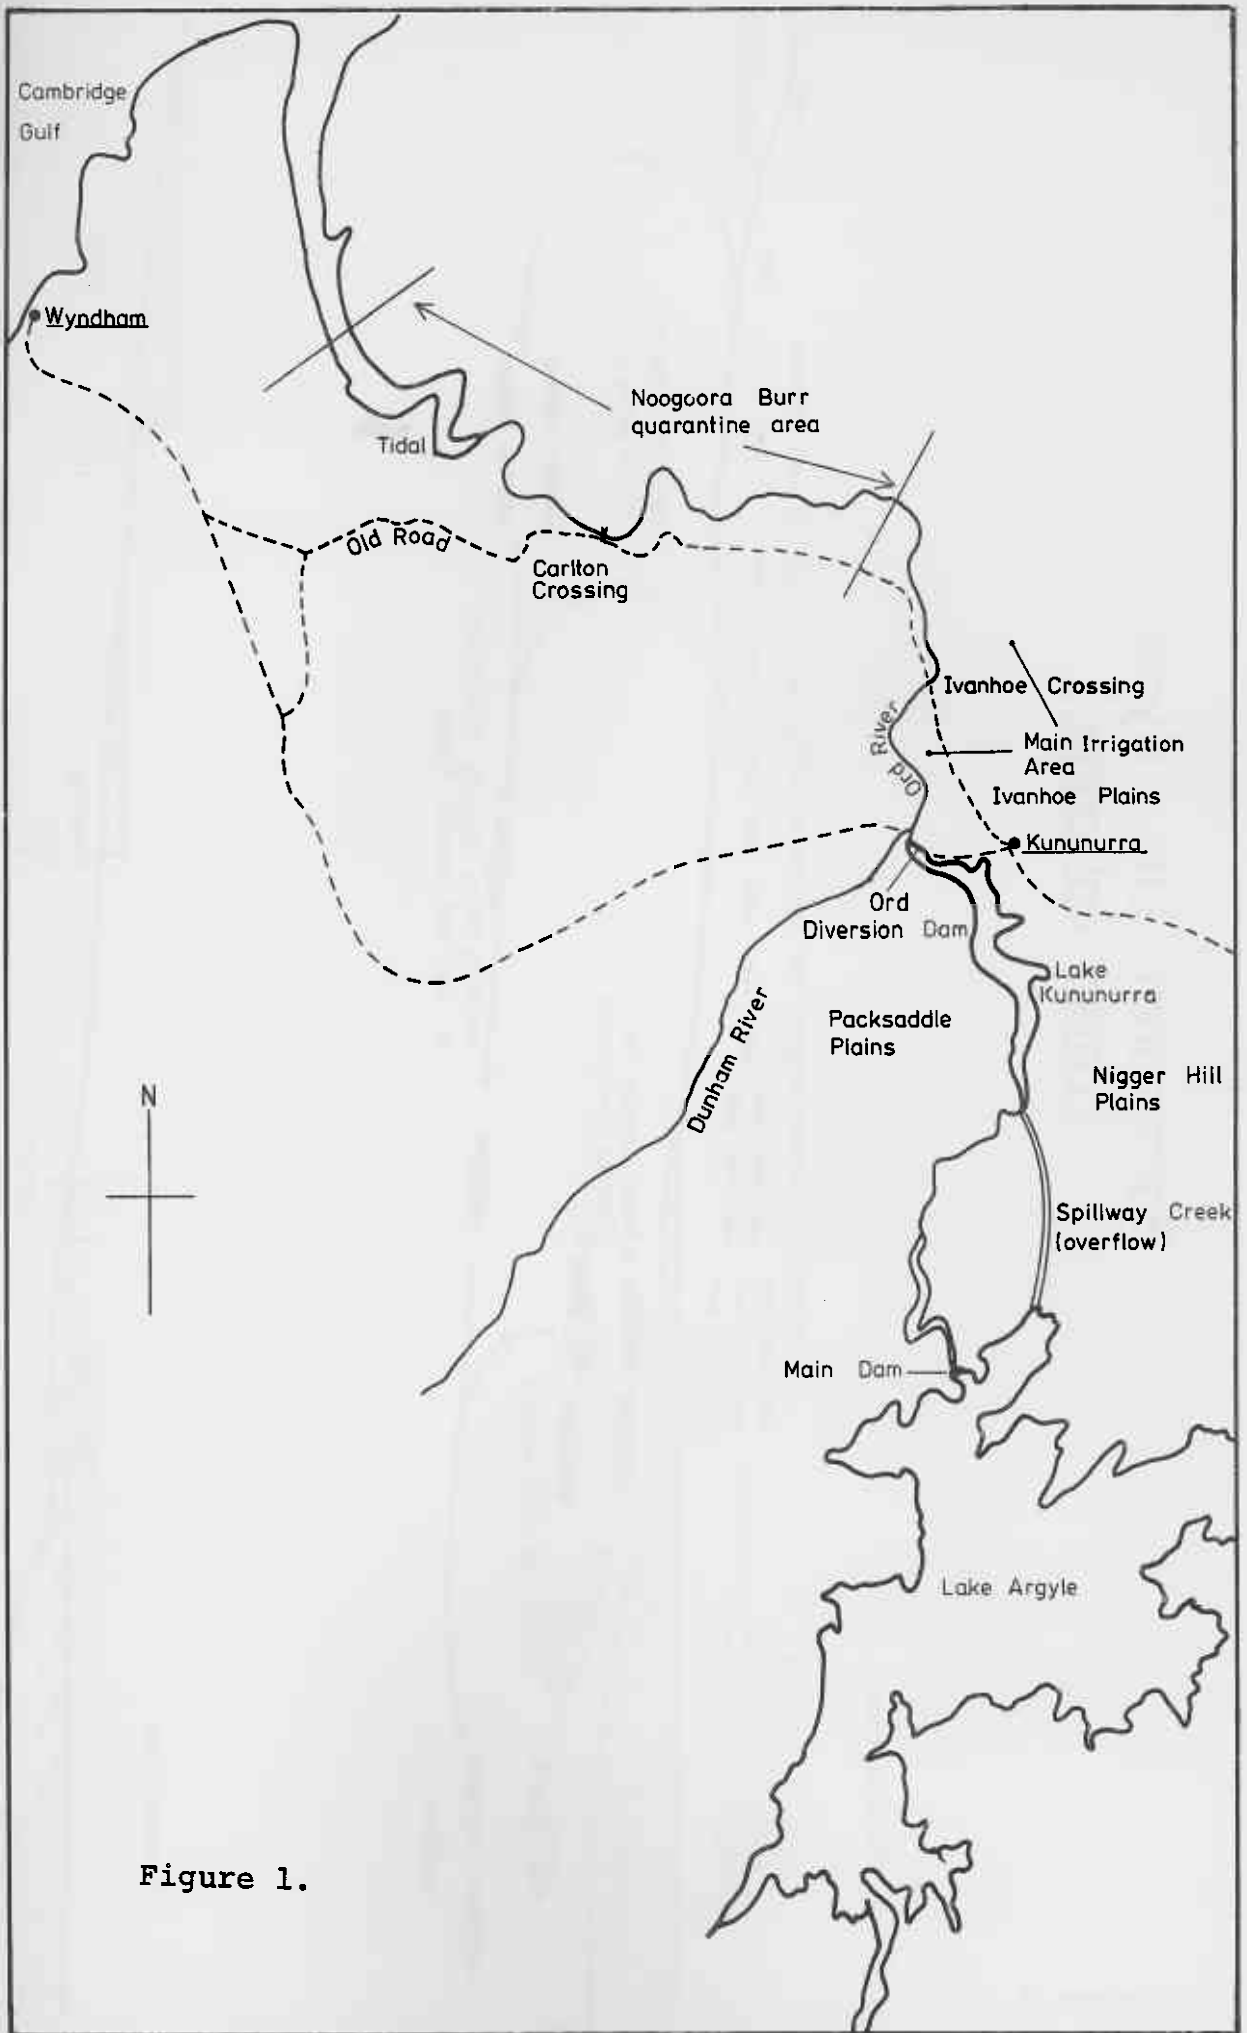 Cambridge
Gulf
Wyndham
Noogoora Burr
quarantine area
Tidal
Old Road
Carlton
Crossing
Ivanhoe Crossing
Ord River
Main Irrigation
Area
Ivanhoe Plains
Kununurra
Ord
Diversion Dam
Lake
Kununurra
Packsaddle
Plains
Dunham River
Nigger Hill
Plains
N
Spillway Creek
(overflow)
Main Dam
Lake Argyle
Figure 1.